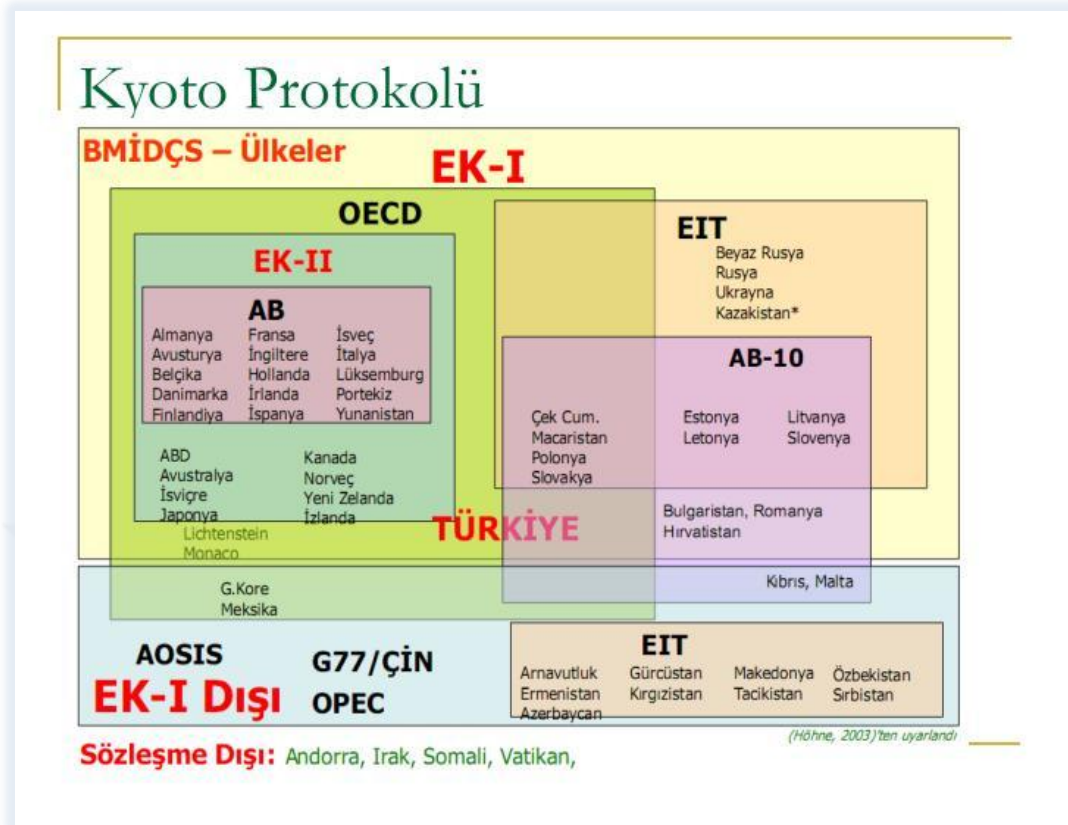 Kyoto Protokolü
BMİDÇS – Ülkeler
EK-I
OECD
EK-II
AB
Almanya Fransa İsveç
Avusturya İngiltere İtalya
Belçika Hollanda Lüksemburg
Danimarka İrlanda Portekiz
Finlandiya İspanya Yunanistan
ABD Kanada
Avustralya Norveç
İsviçre Yeni Zelanda
Japonya İzlanda
Lichtenstein
Monaco
EIT
Beyaz Rusya
Rusya
Ukrayna
Kazakistan*
AB-10
Çek Cum. Estonya Litvanya
Macaristan Letonya Slovenya
Polonya
Slovakya
TÜRKİYE
Bulgaristan, Romanya
Hırvatistan
Kıbrıs, Malta
G.Kore
Meksika
AOSIS
G77/ÇİN
EK-I Dışı
OPEC
EIT
Arnavutluk Gürcüstan Makedonya Özbekistan
Ermenistan Kırgızistan Tacikistan Sırbistan
Azerbaycan
(Höhne, 2003)'ten uyarlandı
Sözleşme Dışı: Andorra, Irak, Somali, Vatikan,